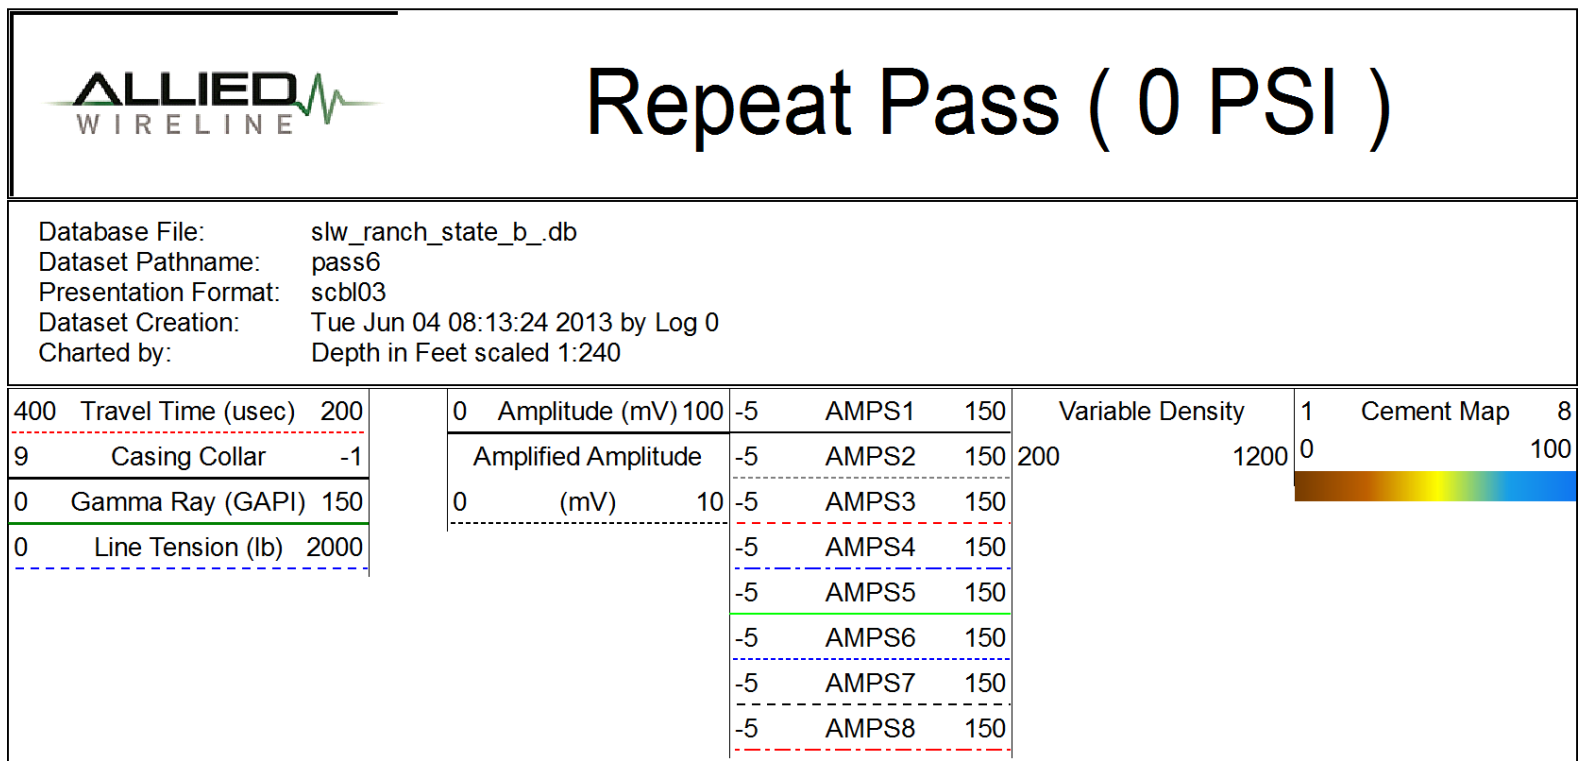 ALLIED
WIRELINE
Repeat Pass ( 0 PSI )
Database File: slw_ranch_state_b_.db
Dataset Pathname: pass6
Presentation Format: scbl03
Dataset Creation: Tue Jun 04 08:13:24 2013 by Log 0
Charted by: Depth in Feet scaled 1:240
400 Travel Time (usec) 200
9 Casing Collar -1
0 Gamma Ray (GAPI) 150
0 Line Tension (lb) 2000
0 Amplitude (mV) 100
Amplified Amplitude
0 (mV) 10
-5 AMPS1 150
-5 AMPS2 150
-5 AMPS3 150
-5 AMPS4 150
-5 AMPS5 150
-5 AMPS6 150
-5 AMPS7 150
-5 AMPS8 150
Variable Density
200 1200
1 Cement Map 8
0 100